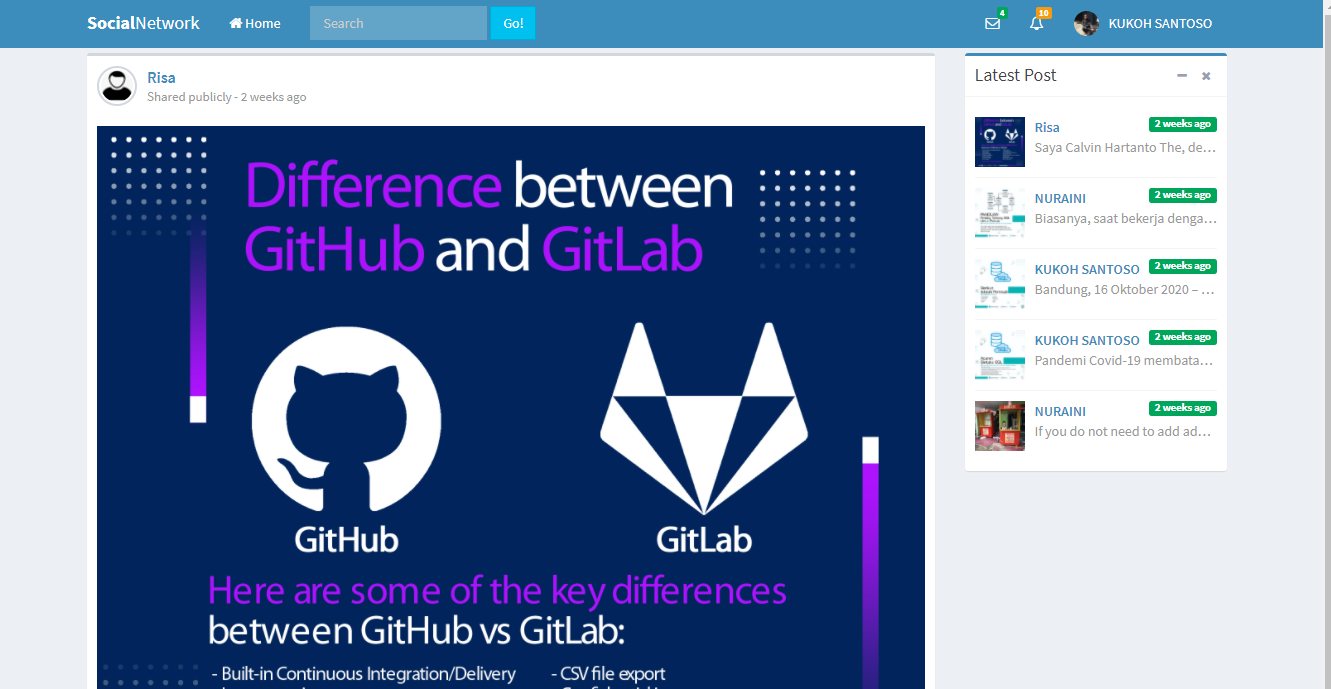 SocialNetwork
Home
Search
Go!
4
10
KUKOH SANTOSO
Risa
Shared publicly - 2 weeks ago
Difference between
GitHub and GitLab
GitHub
GitLab
Here are some of the key differences
between GitHub vs GitLab:
- Built-in Continuous Integration/Delivery
- CSV file export
Latest Post
Risa
2 weeks ago
Saya Calvin Hartanto The, de...
NURAINI
2 weeks ago
Biasanya, saat bekerja denga...
KUKOH SANTOSO
2 weeks ago
Bandung, 16 Oktober 2020 – ...
KUKOH SANTOSO
2 weeks ago
Pandemi Covid-19 membata...
NURAINI
2 weeks ago
If you do not need to add ad...